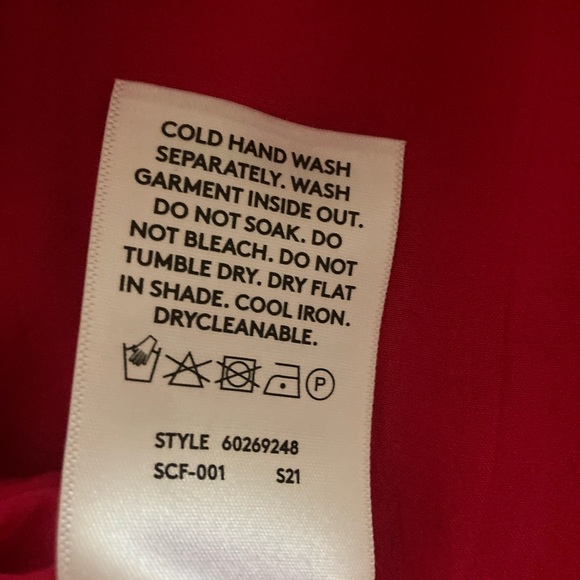 COLD HAND WASH
SEPARATELY. WASH
GARMENT INSIDE OUT.
DO NOT SOAK. DO
NOT BLEACH. DO NOT
TUMBLE DRY. DRY FLAT
IN SHADE. COOL IRON.
DRYCLEANABLE.
P
STYLE 60269248
SCF-001 S21